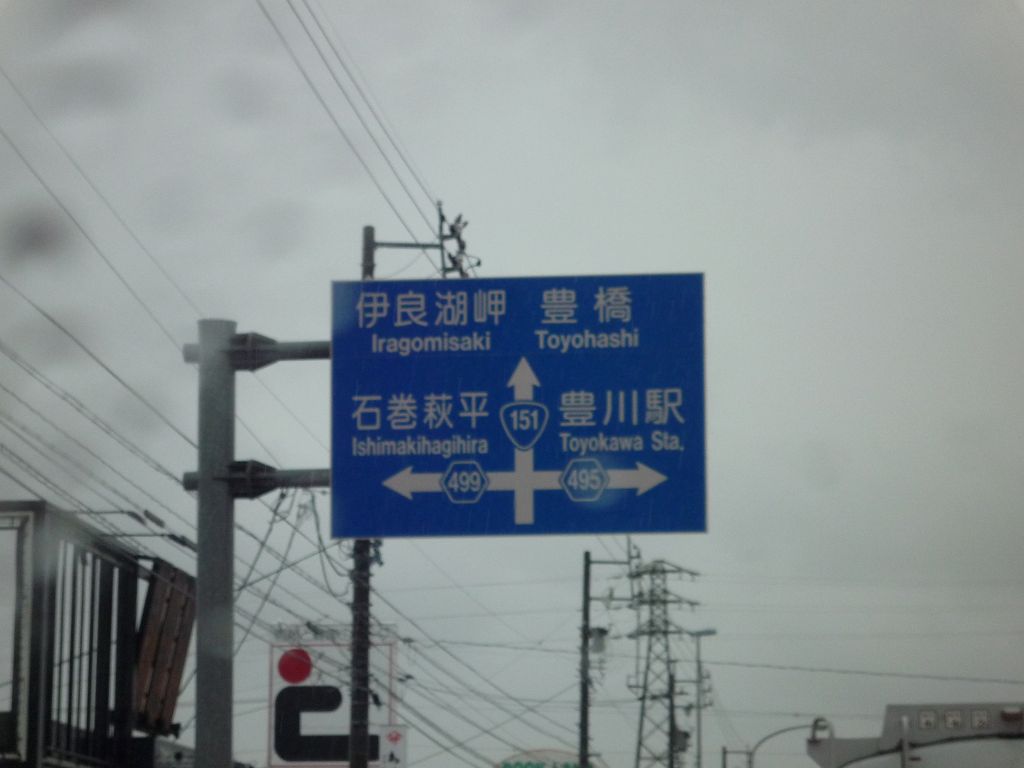 伊良湖岬 豊橋
Iragomisaki Toyohashi
石巻萩平 151 豊川駅
Ishimakihagihira Toyokawa Sta.
499 495